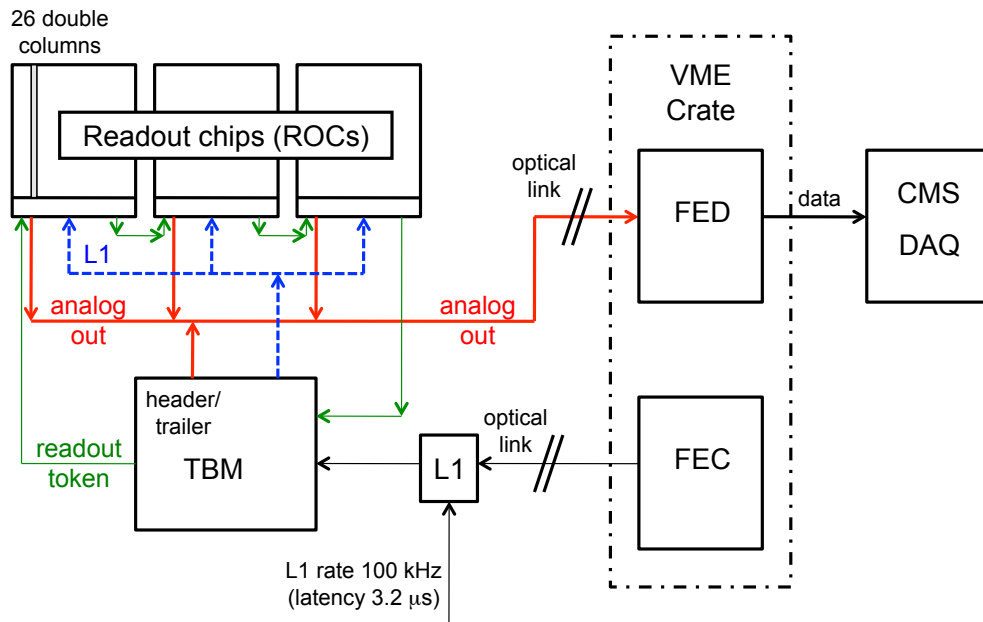 26 double
columns
Readout chips (ROCs)
L1
analog
out
analog
out
header/
trailer
TBM
readout
token
optical
link
VME
Crate
FED
data
CMS
DAQ
optical
link
L1
FEC
L1 rate 100 kHz
(latency 3.2 μs)